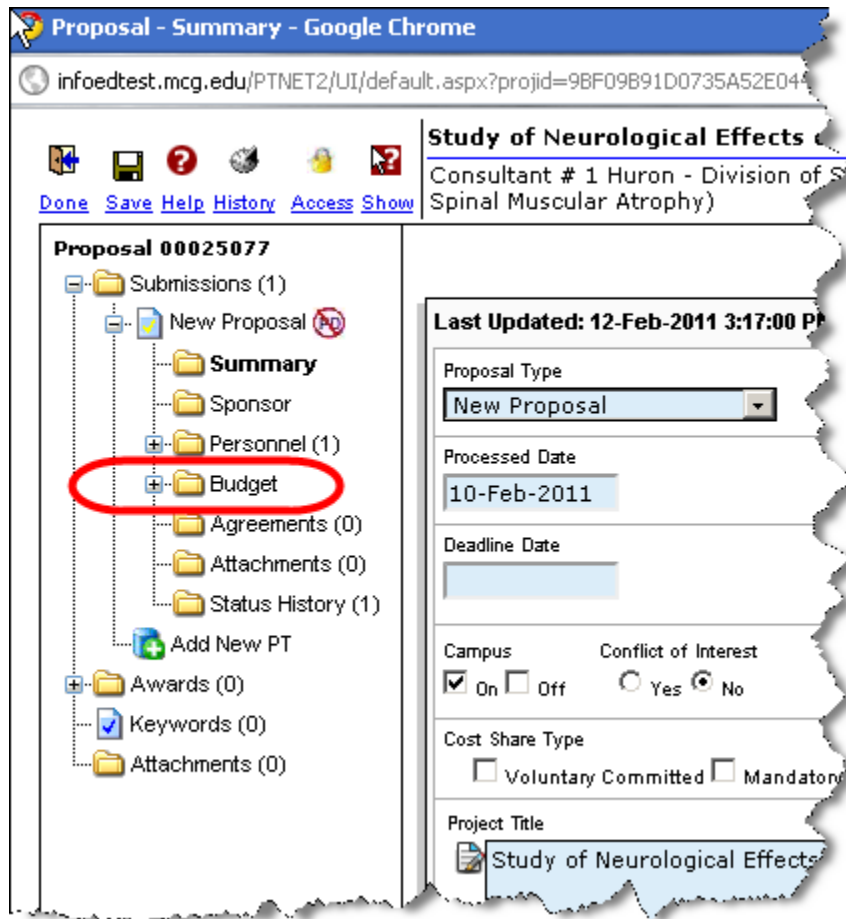 Proposal - Summary - Google Chrome
infoedtest.mcg.edu/PTNET2/UI/default.aspx?projid=9BF09B91D0735A52E04
Done Save Help History Access Show
Study of Neurological Effects
Consultant # 1 Huron - Division of S
Spinal Muscular Atrophy)
Proposal 00025077
Submissions (1)
New Proposal PD
Summary
Sponsor
Personnel (1)
Budget
Agreements (0)
Attachments (0)
Status History (1)
Add New PT
Awards (0)
Keywords (0)
Attachments (0)
Last Updated: 12-Feb-2011 3:17:00 P
Proposal Type
New Proposal
Processed Date
10-Feb-2011
Deadline Date
Campus Conflict of Interest
On Off Yes No
Cost Share Type
Voluntary Committed Mandatory
Project Title
Study of Neurological Effects